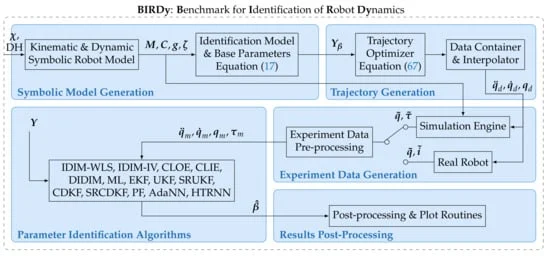 BIRDy: Benchmark for Identification of Robot Dynamics
χ,
DH
Kinematic & Dynamic
Symbolic Robot Model
M, C, g, ζ
Identification Model
& Base Parameters
Equation (17)
Symbolic Model Generation
Yβ
Trajectory
Optimizer
Equation (67)
Data Container
& Interpolator
Trajectory Generation
q̈d, q̇d, qd
Y
q̈m, q̇m, qm, τm
Experiment Data
Pre-processing
q̃, τ̃
Simulation Engine
q̃, ĩ
Real Robot
Experiment Data Generation
IDIM-WLS, IDIM-IV, CLOE, CLIE,
DIDIM, ML, EKF, UKF, SRUKF,
CDKF, SRCDKF, PF, AdaNN, HTRNN
Parameter Identification Algorithms
β̂
Post-processing & Plot Routines
Results Post-Processing